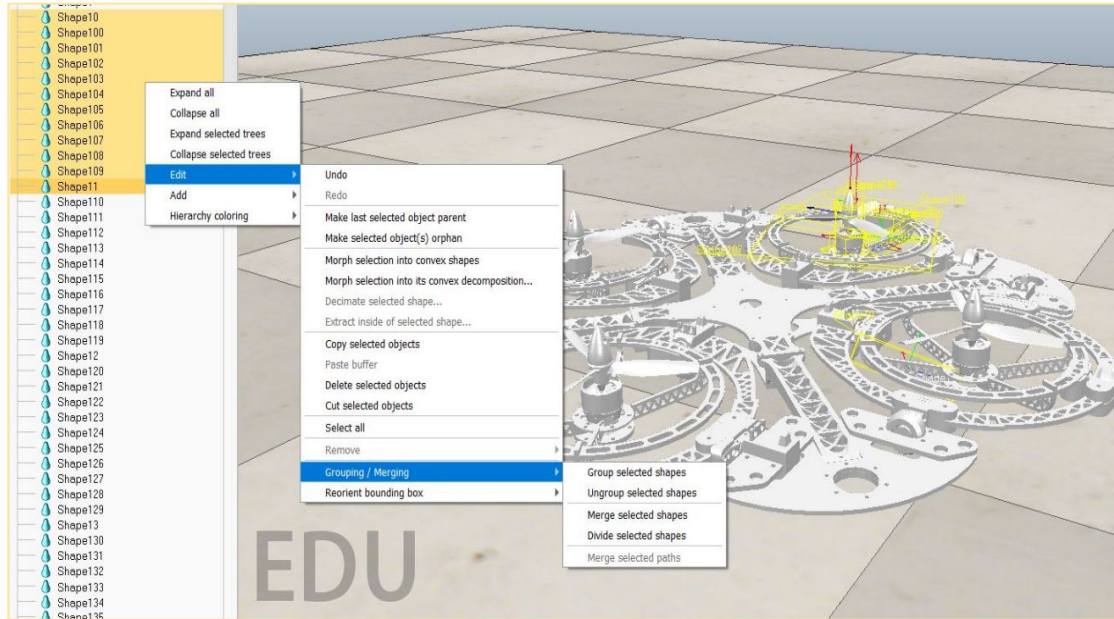 Shape10
Shape100
Shape101
Shape102
Shape103
Shape104
Shape105
Shape106
Shape107
Shape108
Shape109
Shape11
Shape110
Shape111
Shape112
Shape113
Shape114
Shape115
Shape116
Shape117
Shape118
Shape119
Shape12
Shape120
Shape121
Shape122
Shape123
Shape124
Shape125
Shape126
Shape127
Shape128
Shape129
Shape13
Shape130
Shape131
Shape132
Shape133
Shape134
Shape135
Expand all
Collapse all
Expand selected trees
Collapse selected trees
Edit
Add
Hierarchy coloring
Undo
Redo
Make last selected object parent
Make selected object(s) orphan
Morph selection into convex shapes
Morph selection into its convex decomposition...
Decimate selected shape...
Extract inside of selected shape...
Copy selected objects
Paste buffer
Delete selected objects
Cut selected objects
Select all
Remove
Grouping / Merging
Reorient bounding box
Group selected shapes
Ungroup selected shapes
Merge selected shapes
Divide selected shapes
Merge selected paths
EDU